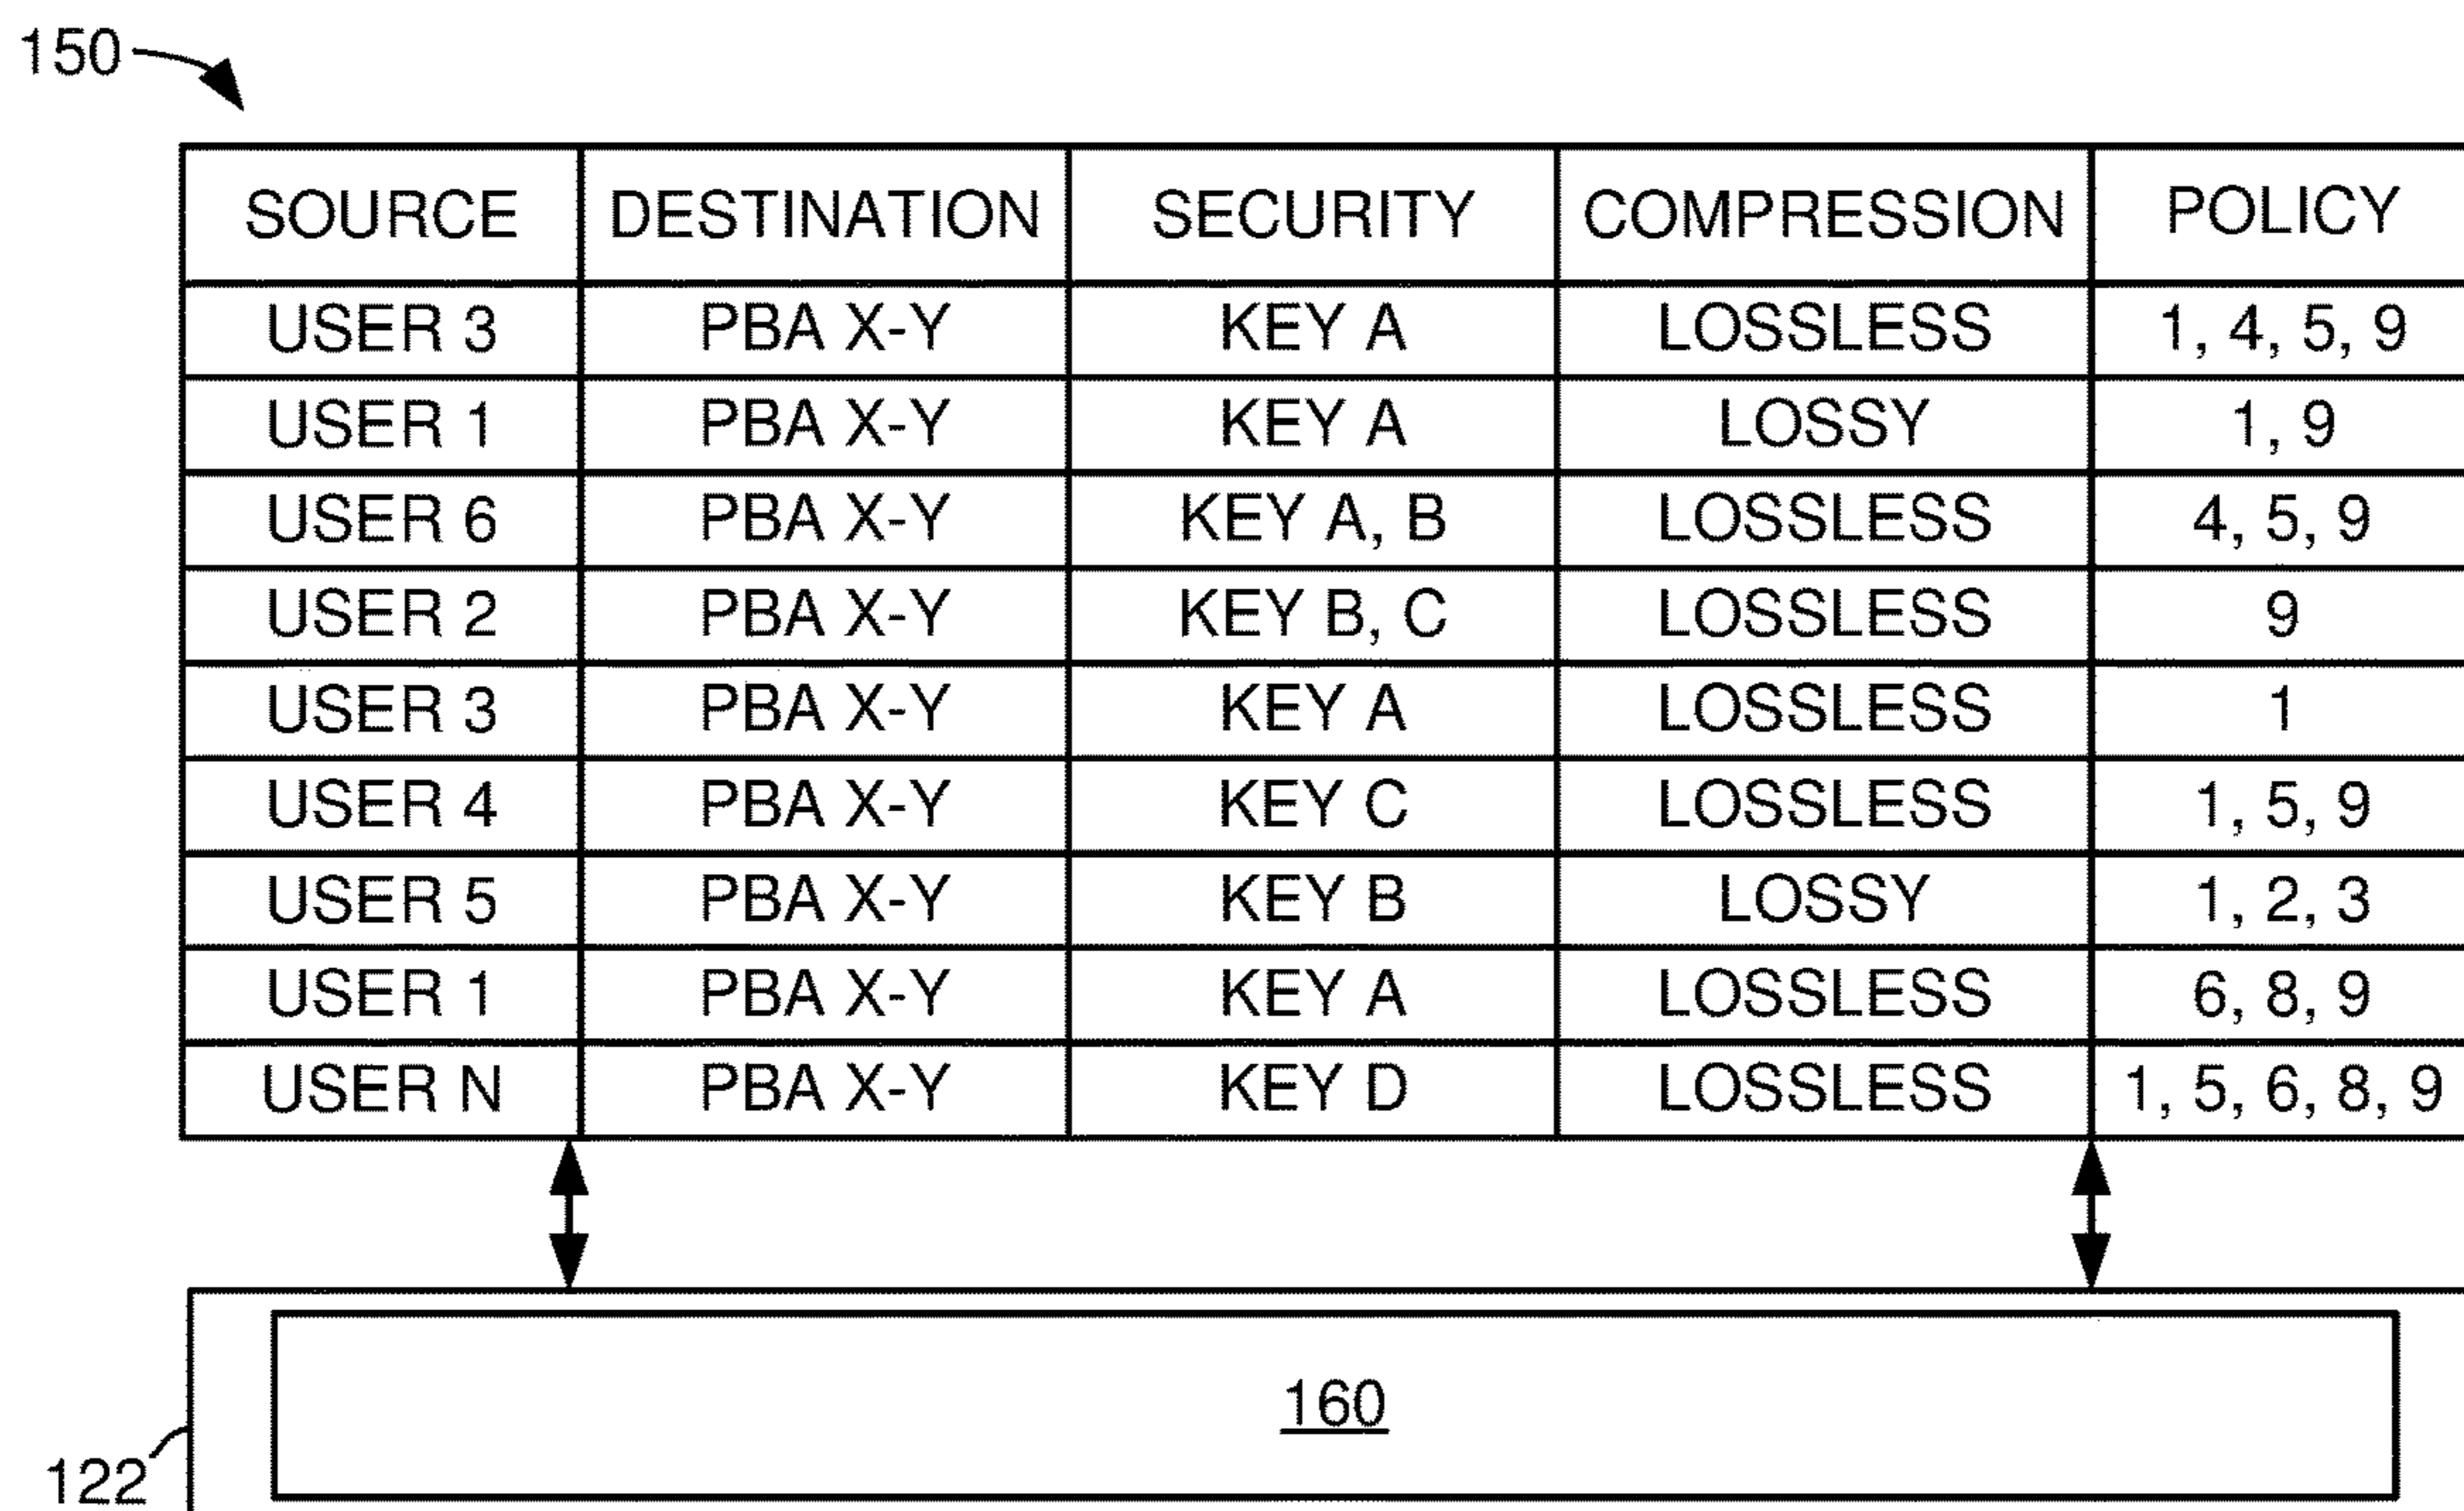 150
SOURCE DESTINATION SECURITY COMPRESSION POLICY
USER 3 PBA X-Y KEY A LOSSLESS 1, 4, 5, 9
USER 1 PBA X-Y KEY A LOSSY 1, 9
USER 6 PBA X-Y KEY A, B LOSSLESS 4, 5, 9
USER 2 PBA X-Y KEY B, C LOSSLESS 9
USER 3 PBA X-Y KEY A LOSSLESS 1
USER 4 PBA X-Y KEY C LOSSLESS 1, 5, 9
USER 5 PBA X-Y KEY B LOSSY 1, 2, 3
USER 1 PBA X-Y KEY A LOSSLESS 6, 8, 9
USER N PBA X-Y KEY D LOSSLESS 1, 5, 6, 8, 9
160
122